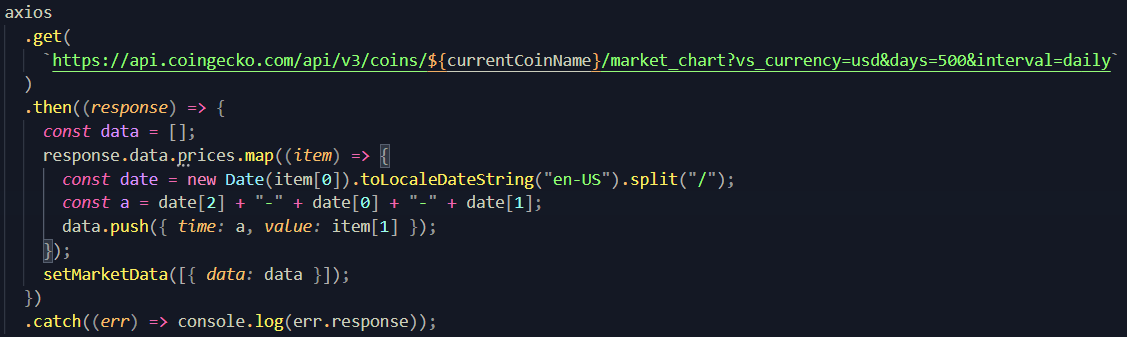 axios
.get(
`https://api.coingecko.com/api/v3/coins/${currentCoinName}/market_chart?vs_currency=usd&days=500&interval=daily`
)
.then((response) => {
const data = [];
response.data.prices.map((item) => {
const date = new Date(item[0]).toLocaleDateString("en-US").split("/");
const a = date[2] + "-" + date[0] + "-" + date[1];
data.push({ time: a, value: item[1] });
});
setMarketData([{ data: data }]);
})
.catch((err) => console.log(err.response));